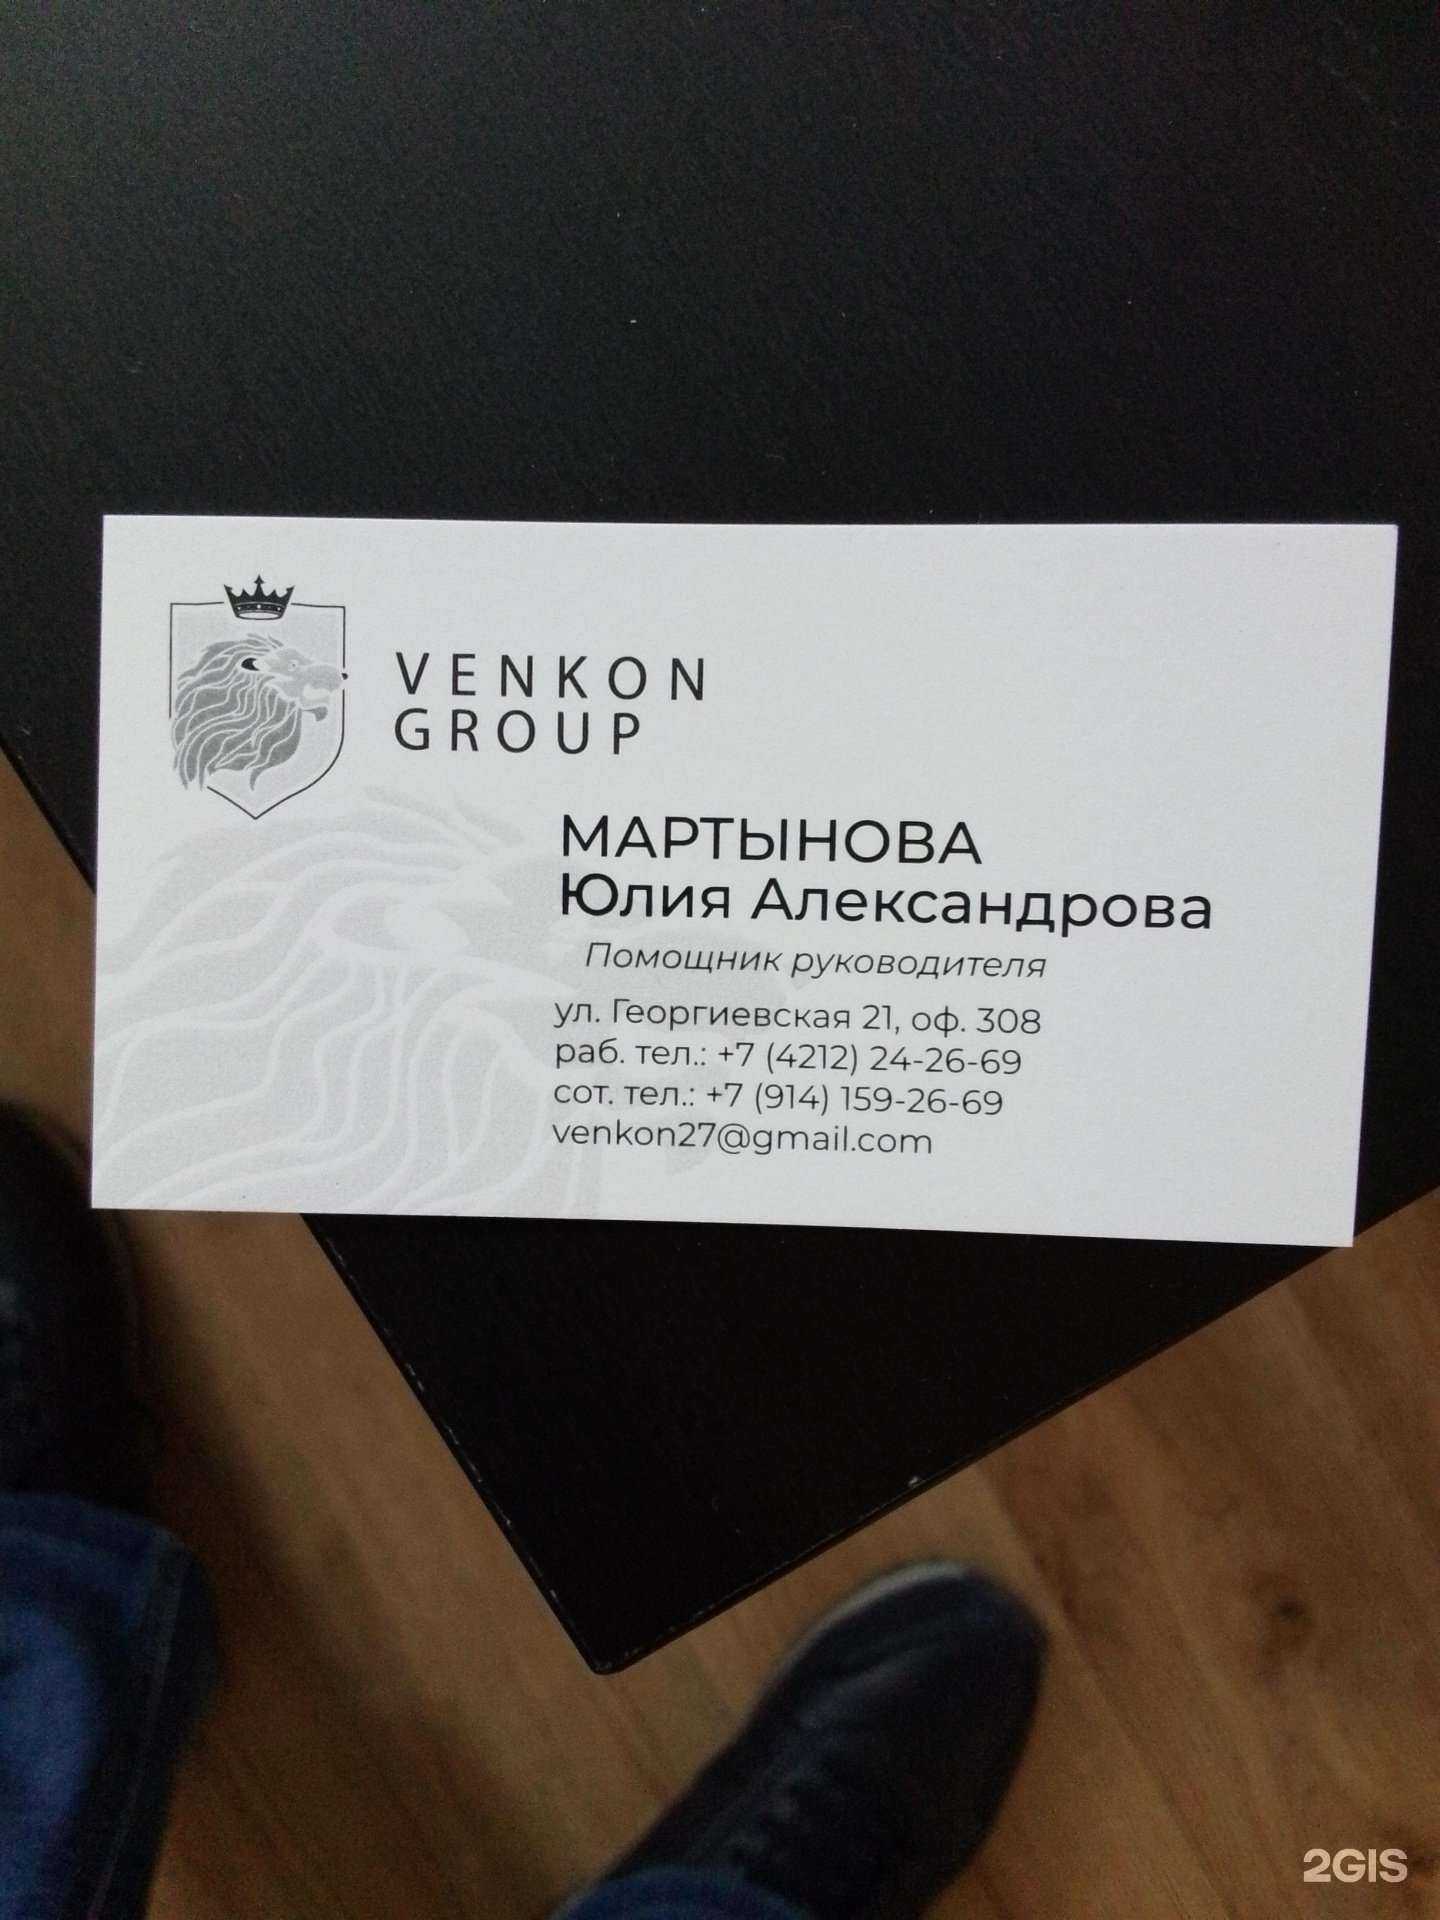 VENKON
GROUP
МАРТЫНОВА
Юлия Александрова
Помощник руководителя
ул. Георгиевская 21, оф. 308
раб. тел.: +7 (4212) 24-26-69
сот. тел.: +7 (914) 159-26-69
venkon27@gmail.com
2GIS